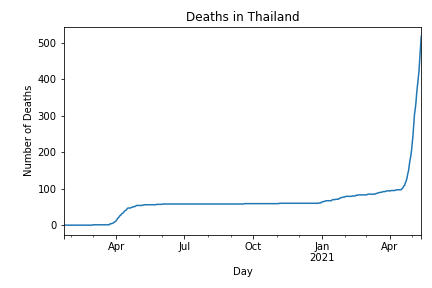 Deaths in Thailand
Number of Deaths
500
400
300
200
100
0
Apr
Jul
Oct
Jan
2021
Apr
Day